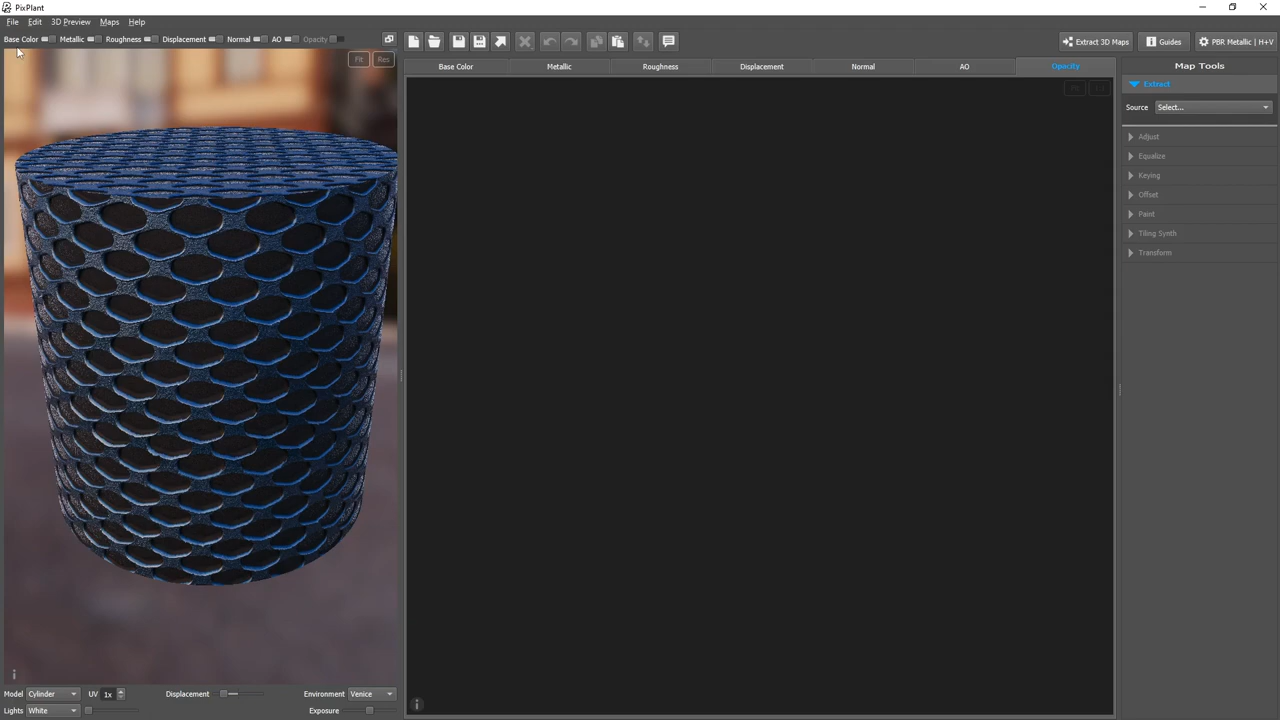 PixPlant
File Edit 3D Preview Maps Help
Base Color Metallic Roughness Displacement Normal AO Opacity
Extract 3D Maps Guides PBR Metallic | H+V
Fit Res
Base Color Metallic Roughness Displacement Normal AO Opacity
Map Tools
Extract
Source Select...
Adjust
Equalize
Keying
Offset
Paint
Tiling Synth
Transform
Model Cylinder UV 1x Displacement Environment Venice
Lights White Exposure